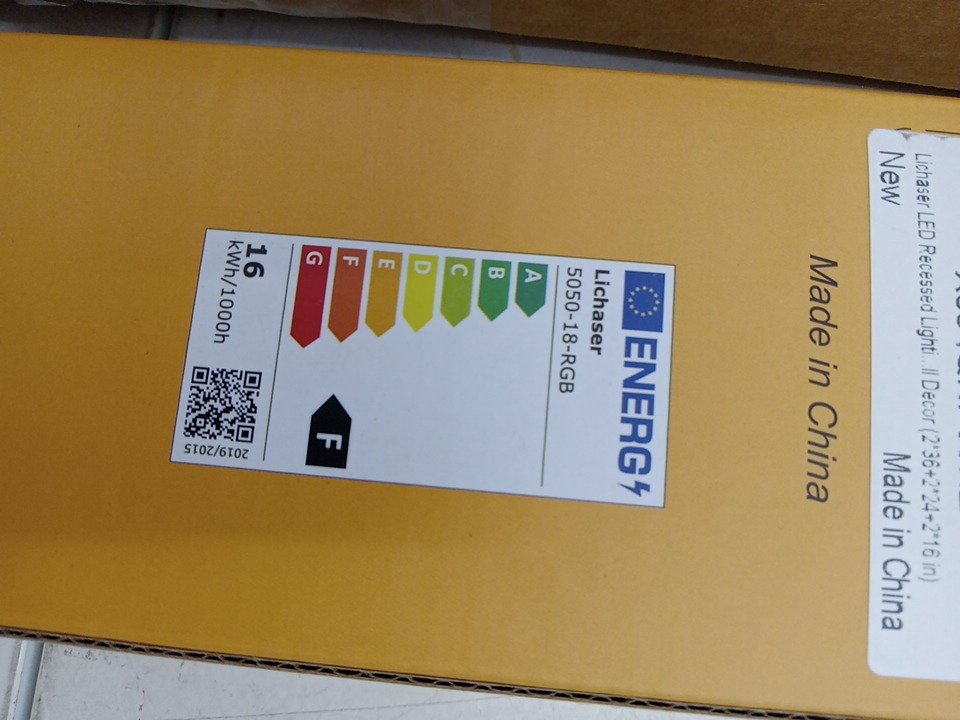 Lichaser LED Recessed Lighti...ll Decor (2*36+2*24+2*16 in)
New
Made in China
Made in China
ENERG
Lichaser
5050-18-RGB
A
B
C
D
E
F
G
F
16
kWh/1000h
2019/2015